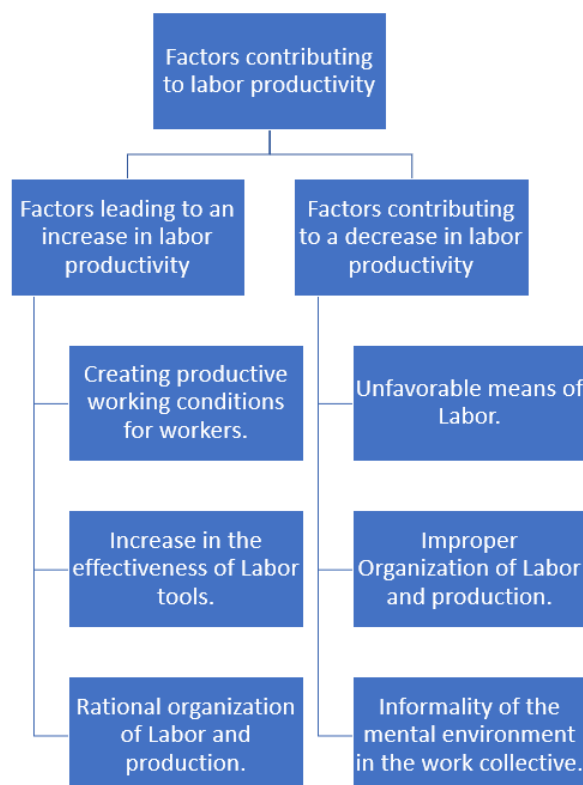 Factors contributing
to labor productivity
Factors leading to an
increase in labor
productivity
Factors contributing
to a decrease in labor
productivity
Creating productive
working conditions
for workers.
Unfavorable means of
Labor.
Increase in the
effectiveness of Labor
tools.
Improper
Organization of Labor
and production.
Rational organization
of Labor and
production.
Informality of the
mental environment
in the work collective.